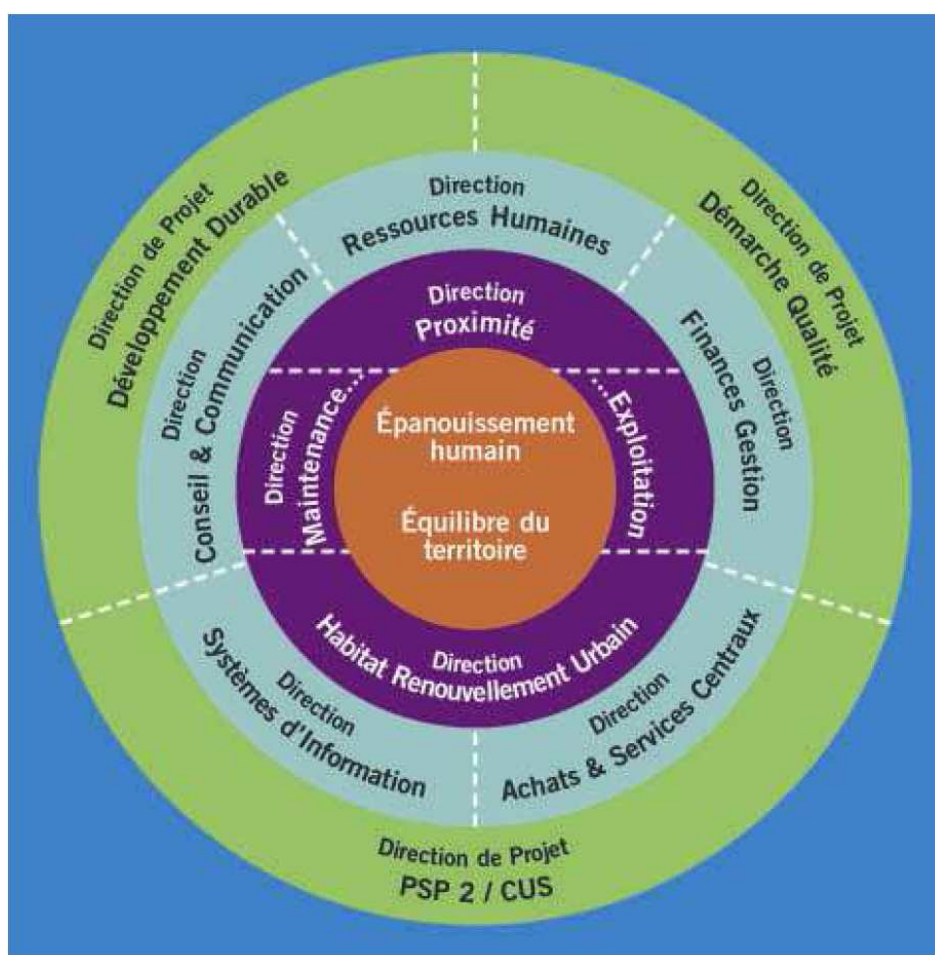 Direction de Projet
Développement Durable
Direction de Projet
Démarche Qualité
Direction de Projet
PSP 2 / CUS
Direction
Ressources Humaines
Direction
Finances Gestion
Direction
Achats & Services Centraux
Direction
Systèmes d'Information
Direction
Conseil & Communication
Direction
Proximité
Direction
Maintenance...
...Exploitation
Direction
Habitat Renouvellement Urbain
Épanouissement
humain
Équilibre du
territoire